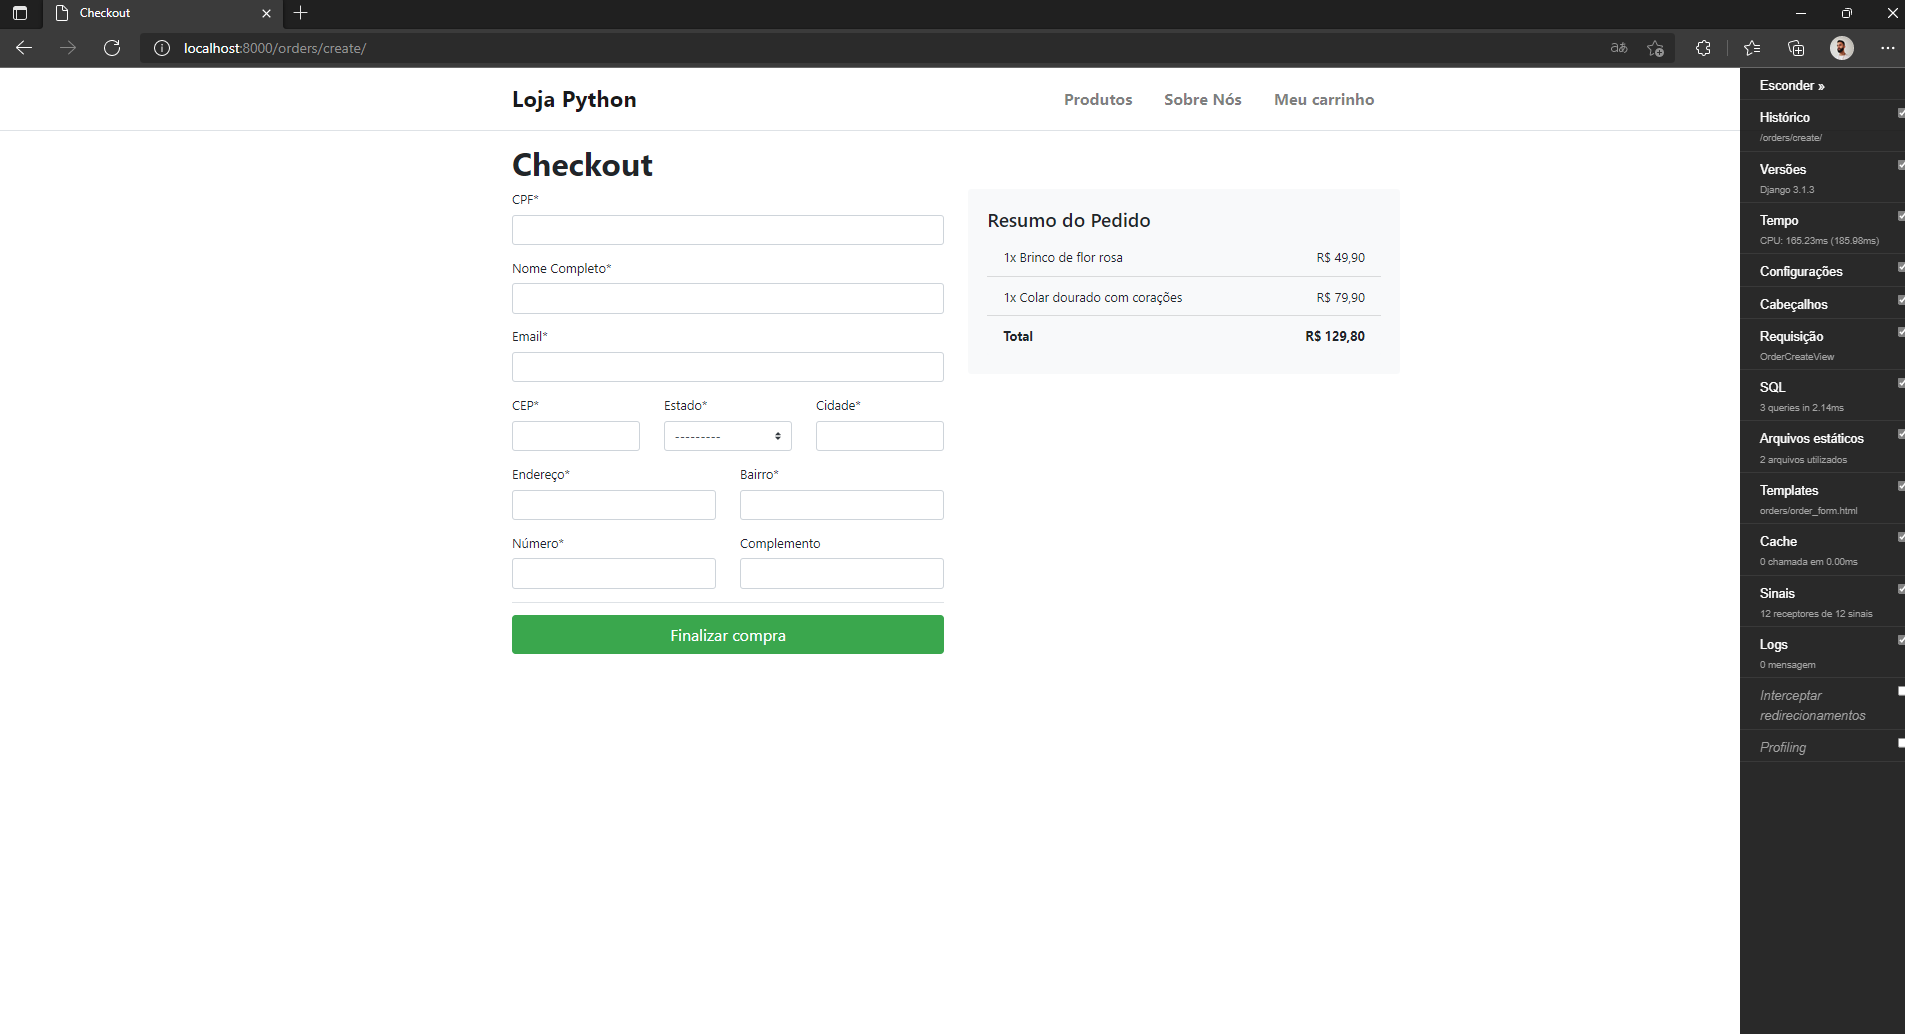 Checkout
localhost:8000/orders/create/
aあ
Loja Python
Produtos Sobre Nós Meu carrinho
Checkout
CPF*
Nome Completo*
Email*
CEP* Estado* Cidade*
---------
Endereço* Bairro*
Número* Complemento
Finalizar compra
Resumo do Pedido
1x Brinco de flor rosa R$ 49,90
1x Colar dourado com corações R$ 79,90
Total R$ 129,80
Esconder »
Histórico
/orders/create/
Versões
Django 3.1.3
Tempo
CPU: 165.23ms (185.98ms)
Configurações
Cabeçalhos
Requisição
OrderCreateView
SQL
3 queries in 2.14ms
Arquivos estáticos
2 arquivos utilizados
Templates
orders/order_form.html
Cache
0 chamada em 0.00ms
Sinais
12 receptores de 12 sinais
Logs
0 mensagem
Interceptar
redirecionamentos
Profiling